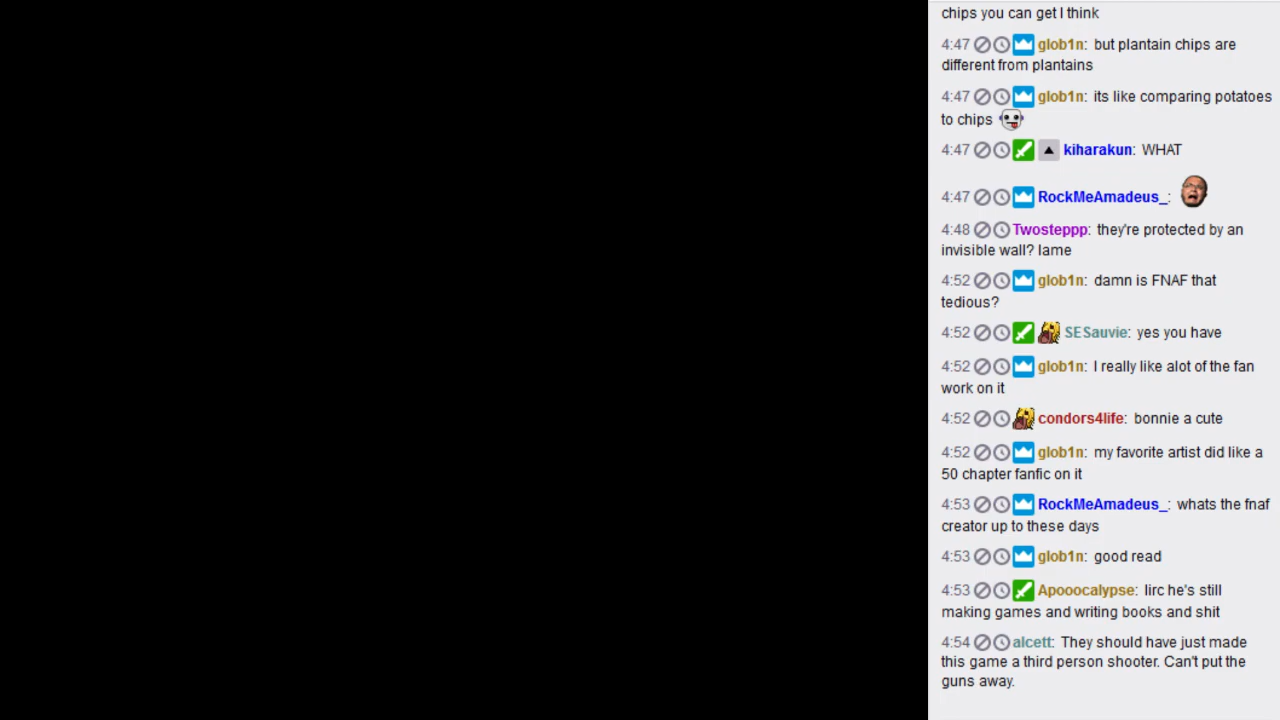 chips you can get I think
4:47 glob1n: but plantain chips are
different from plantains
4:47 glob1n: its like comparing potatoes
to chips
4:47 kiharakun: WHAT
4:47 RockMeAmadeus_:
4:48 Twosteppp: they're protected by an
invisible wall? lame
4:52 glob1n: damn is FNAF that
tedious?
4:52 SESauvie: yes you have
4:52 glob1n: I really like alot of the fan
work on it
4:52 condors4life: bonnie a cute
4:52 glob1n: my favorite artist did like a
50 chapter fanfic on it
4:53 RockMeAmadeus_: whats the fnaf
creator up to these days
4:53 glob1n: good read
4:53 Apooocalypse: Iirc he's still
making games and writing books and shit
4:54 alcett: They should have just made
this game a third person shooter. Can't put the
guns away.